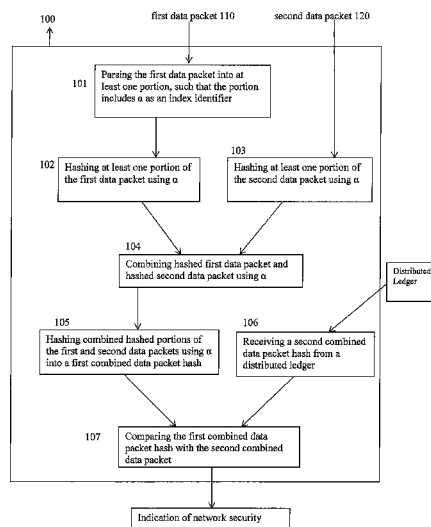 first data packet 110
second data packet 120
100
101
Parsing the first data packet into at
least one portion, such that the portion
includes α as an index identifier
102
Hashing at least one portion of
the first data packet using α
103
Hashing at least one portion of
the second data packet using α
104
Combining hashed first data packet and
hashed second data packet using α
Distributed
Ledger
105
Hashing combined hashed portions of
the first and second data packets using α
into a first combined data packet hash
106
Receiving a second combined
data packet hash from a
distributed ledger
107
Comparing the first combined data
packet hash with the second combined
data packet
Indication of network security